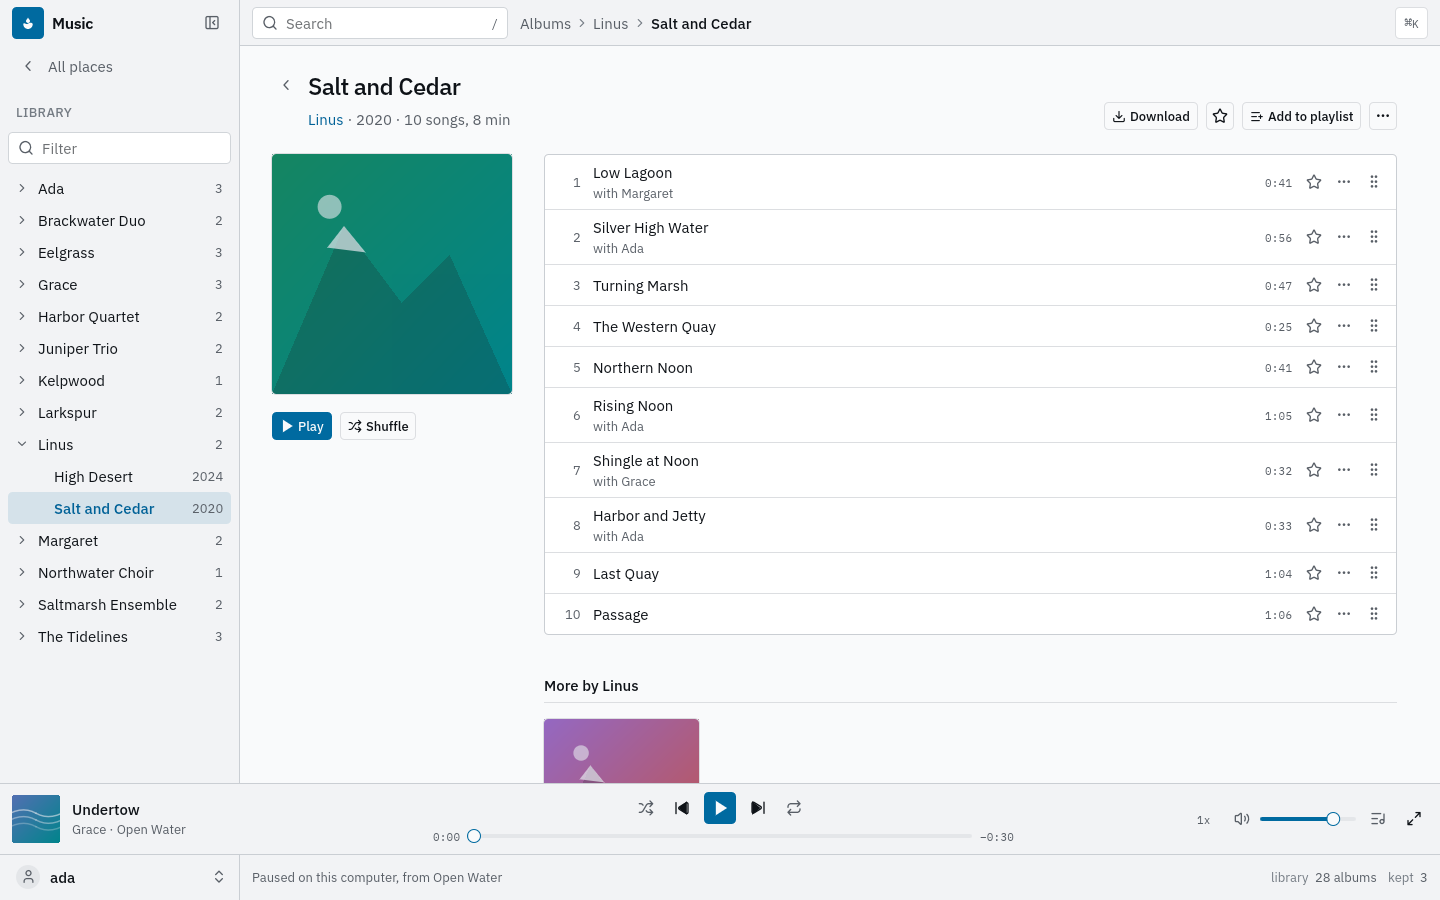 Music
All places
LIBRARY
Filter
Ada 3
Brackwater Duo 2
Eelgrass 3
Grace 3
Harbor Quartet 2
Juniper Trio 2
Kelpwood 1
Larkspur 2
Linus 2
High Desert 2024
Salt and Cedar 2020
Margaret 2
Northwater Choir 1
Saltmarsh Ensemble 2
The Tidelines 3
Search /
Albums Linus Salt and Cedar
⌘K
Salt and Cedar
Linus · 2020 · 10 songs, 8 min
Download
Add to playlist
Play
Shuffle
1 Low Lagoon 0:41
with Margaret
2 Silver High Water 0:56
with Ada
3 Turning Marsh 0:47
4 The Western Quay 0:25
5 Northern Noon 0:41
6 Rising Noon 1:05
with Ada
7 Shingle at Noon 0:32
with Grace
8 Harbor and Jetty 0:33
with Ada
9 Last Quay 1:04
10 Passage 1:06
More by Linus
Undertow
Grace · Open Water
0:00 −0:30
1x
ada
Paused on this computer, from Open Water
library 28 albums kept 3